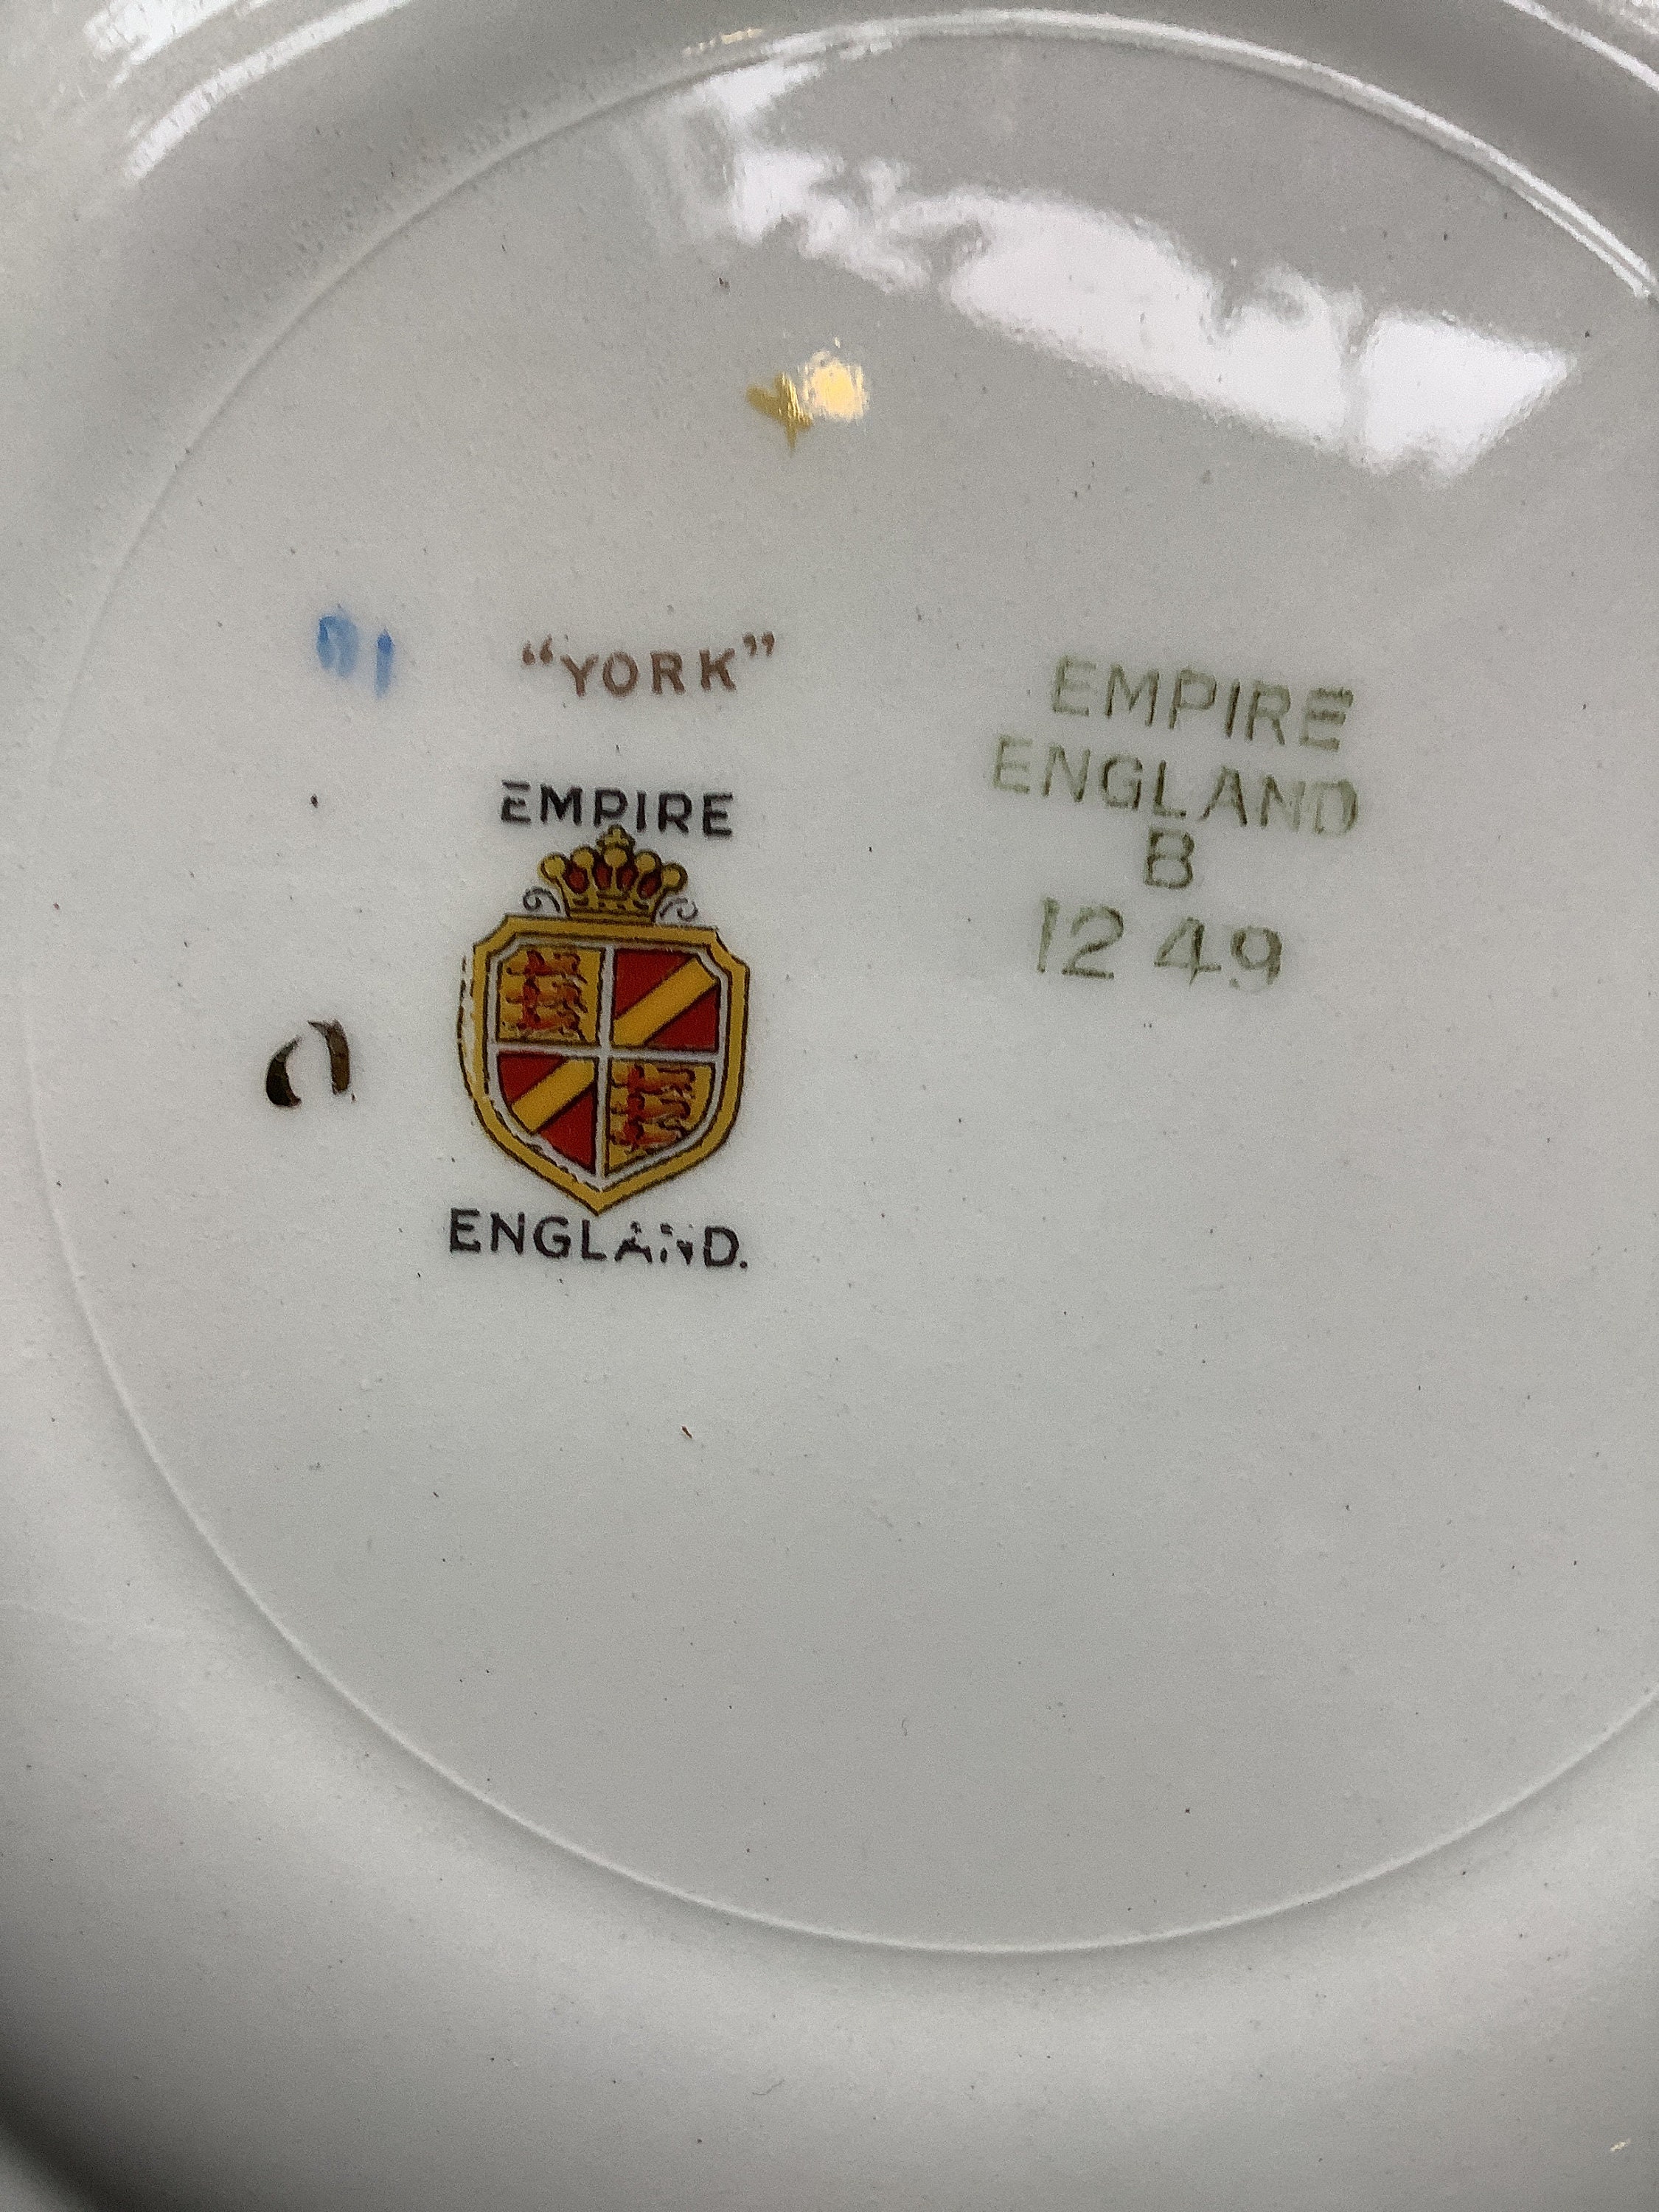 "YORK"
EMPIRE
ENGLAND.
EMPIRE
ENGLAND
B
12 49